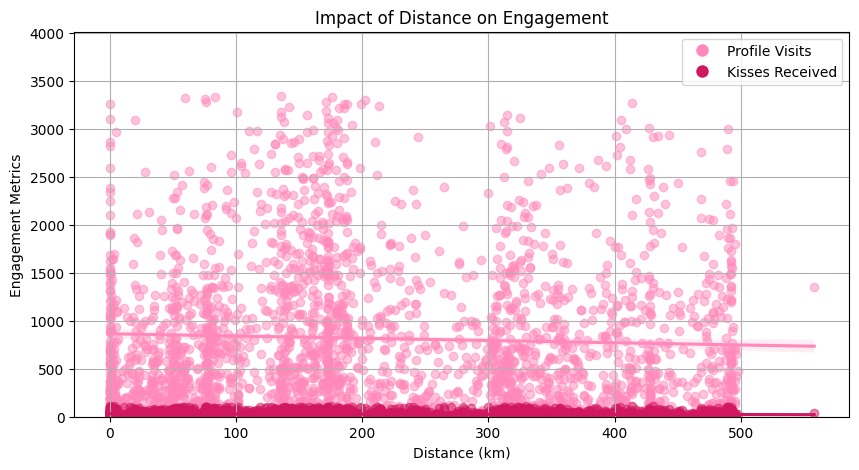 Impact of Distance on Engagement
4000
3500
3000
2500
2000
1500
1000
500
0
Engagement Metrics
Profile Visits
Kisses Received
0 100 200 300 400 500
Distance (km)